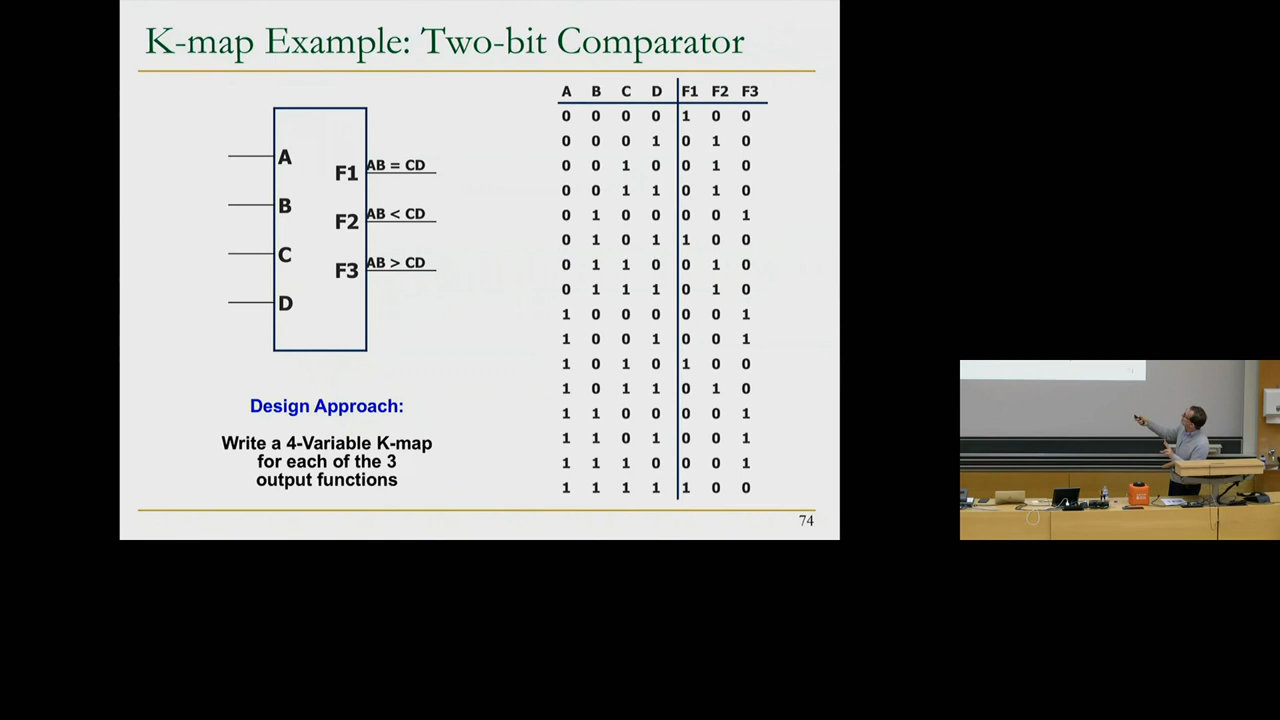 K-map Example: Two-bit Comparator
A
B
C
D
F1
F2
F3
AB = CD
AB < CD
AB > CD
Design Approach:
Write a 4-Variable K-map
for each of the 3
output functions
A B C D F1 F2 F3
0 0 0 0 1 0 0
0 0 0 1 0 1 0
0 0 1 0 0 1 0
0 0 1 1 0 1 0
0 1 0 0 0 0 1
0 1 0 1 1 0 0
0 1 1 0 0 1 0
0 1 1 1 0 1 0
1 0 0 0 0 0 1
1 0 0 1 0 0 1
1 0 1 0 1 0 0
1 0 1 1 0 1 0
1 1 0 0 0 0 1
1 1 0 1 0 0 1
1 1 1 0 0 0 1
1 1 1 1 1 0 0
74